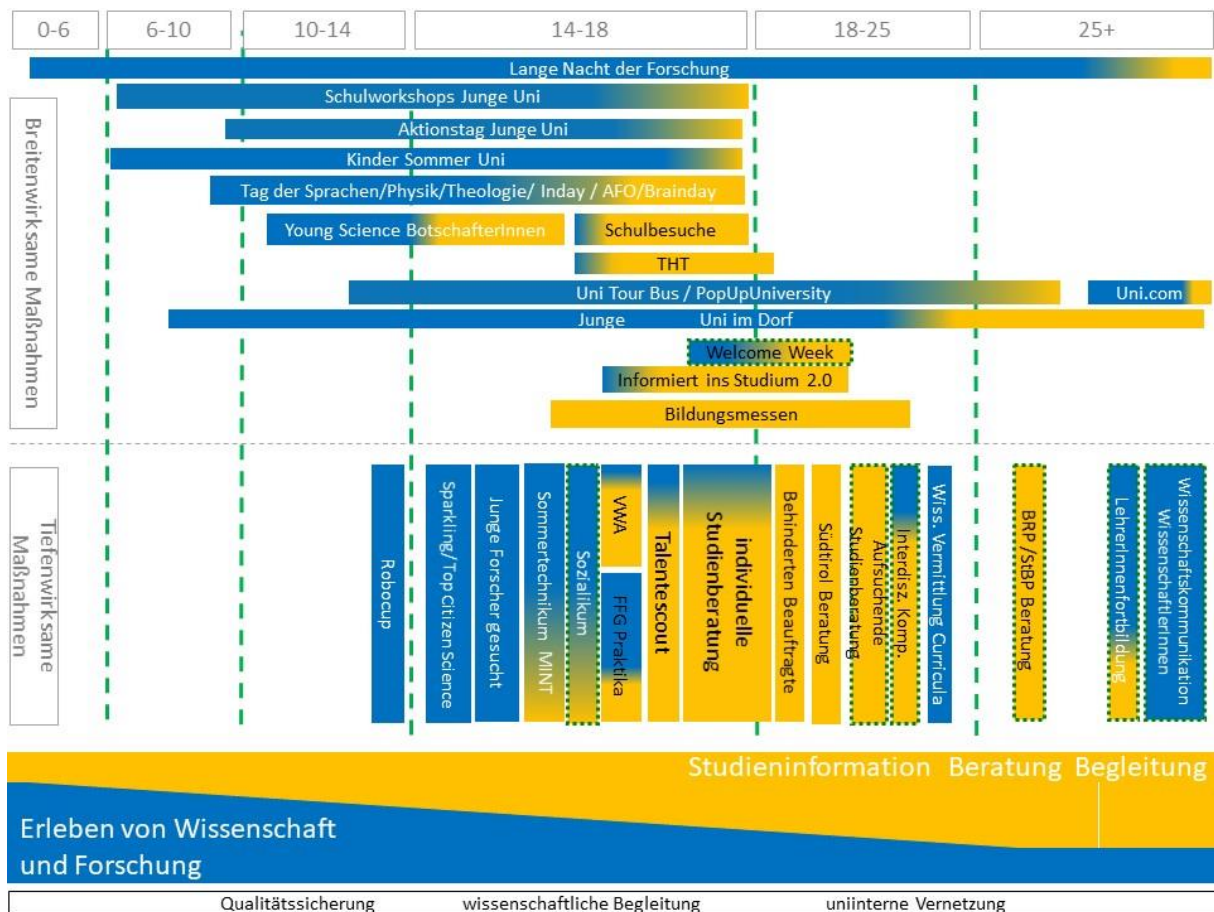 0-6 6-10 10-14 14-18 18-25 25+
Breitenwirksame Maßnahmen
Lange Nacht der Forschung
Schulworkshops Junge Uni
Aktionstag Junge Uni
Kinder Sommer Uni
Tag der Sprachen/Physik/Theologie/ Inday / AFO/Brainday
Young Science BotschafterInnen Schulbesuche
THT
Uni Tour Bus / PopUpUniversity Uni.com
Junge Uni im Dorf
Welcome Week
Informiert ins Studium 2.0
Bildungsmessen
Tiefenwirksame
Maßnahmen
Robocup
Sparkling/Top Citizen Science
Junge Forscher gesucht
Sommertechnikum MINT
Sozialikum
VWA
FFG Praktika
Talentescout
individuelle
Studienberatung
Behinderten Beauftragte
Südtirol Beratung
Aufsuchende
Studienberatung
Interdisz. Komp.
Wiss. Vermittlung Curricula
BRP /StBP Beratung
LehrerInnenfortbildung
Wissenschaftskommunikation
WissenschaftlerInnen
Studieninformation Beratung Begleitung
Erleben von Wissenschaft
und Forschung
Qualitätssicherung wissenschaftliche Begleitung uniinterne Vernetzung